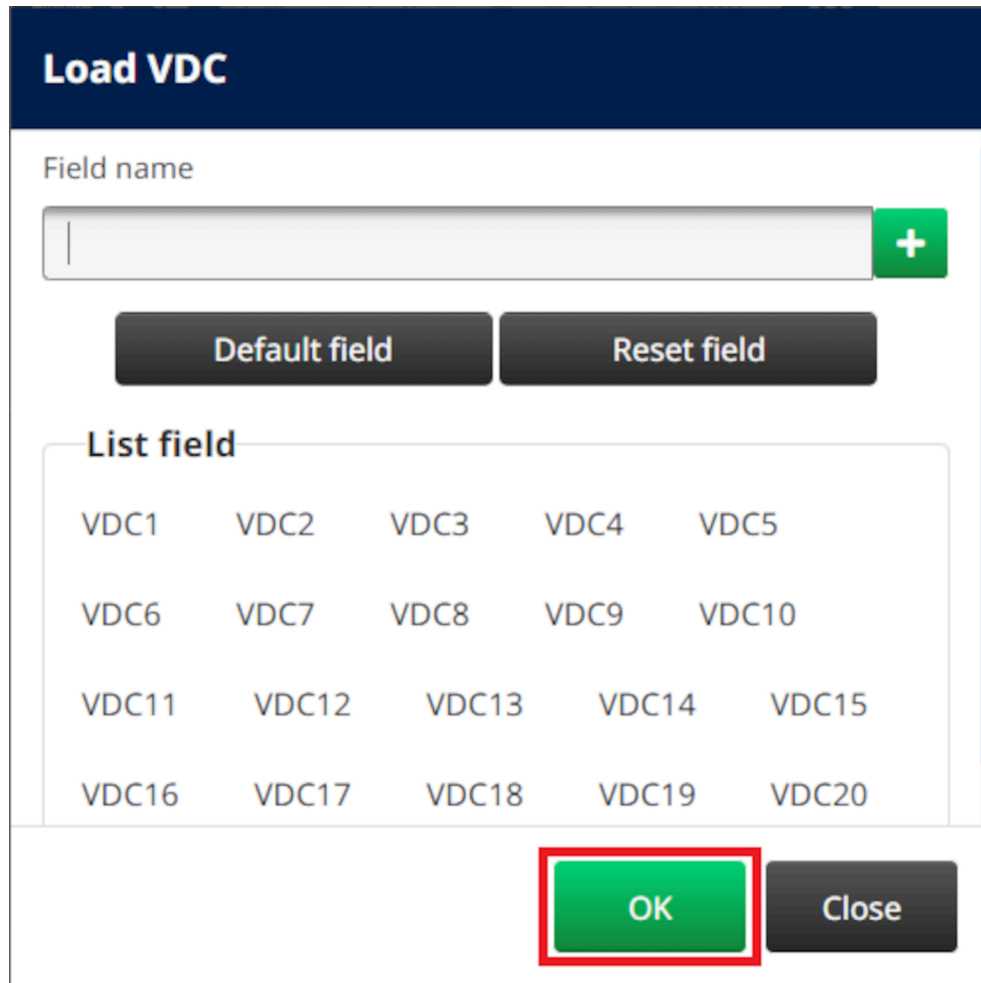 Load VDC
Field name
+
Default field Reset field
List field
VDC1 VDC2 VDC3 VDC4 VDC5
VDC6 VDC7 VDC8 VDC9 VDC10
VDC11 VDC12 VDC13 VDC14 VDC15
VDC16 VDC17 VDC18 VDC19 VDC20
OK Close